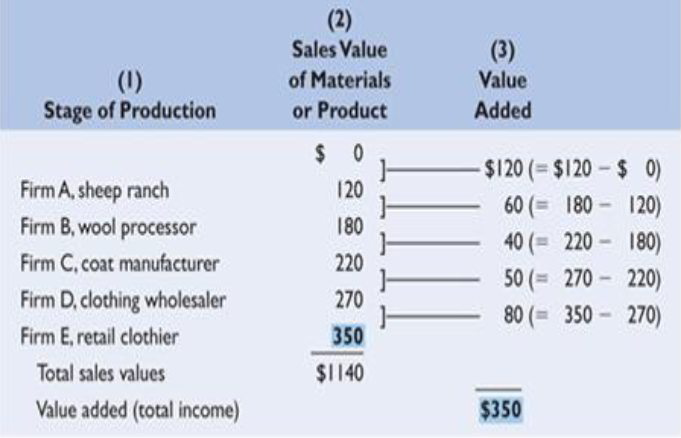 (1)
Stage of Production
(2)
Sales Value
of Materials
or Product
(3)
Value
Added
$ 0
$120 (= $120 – $ 0)
Firm A, sheep ranch 120
60 (= 180 – 120)
Firm B, wool processor 180
40 (= 220 – 180)
Firm C, coat manufacturer 220
50 (= 270 – 220)
Firm D, clothing wholesaler 270
80 (= 350 – 270)
Firm E, retail clothier 350
Total sales values $1140
Value added (total income) $350